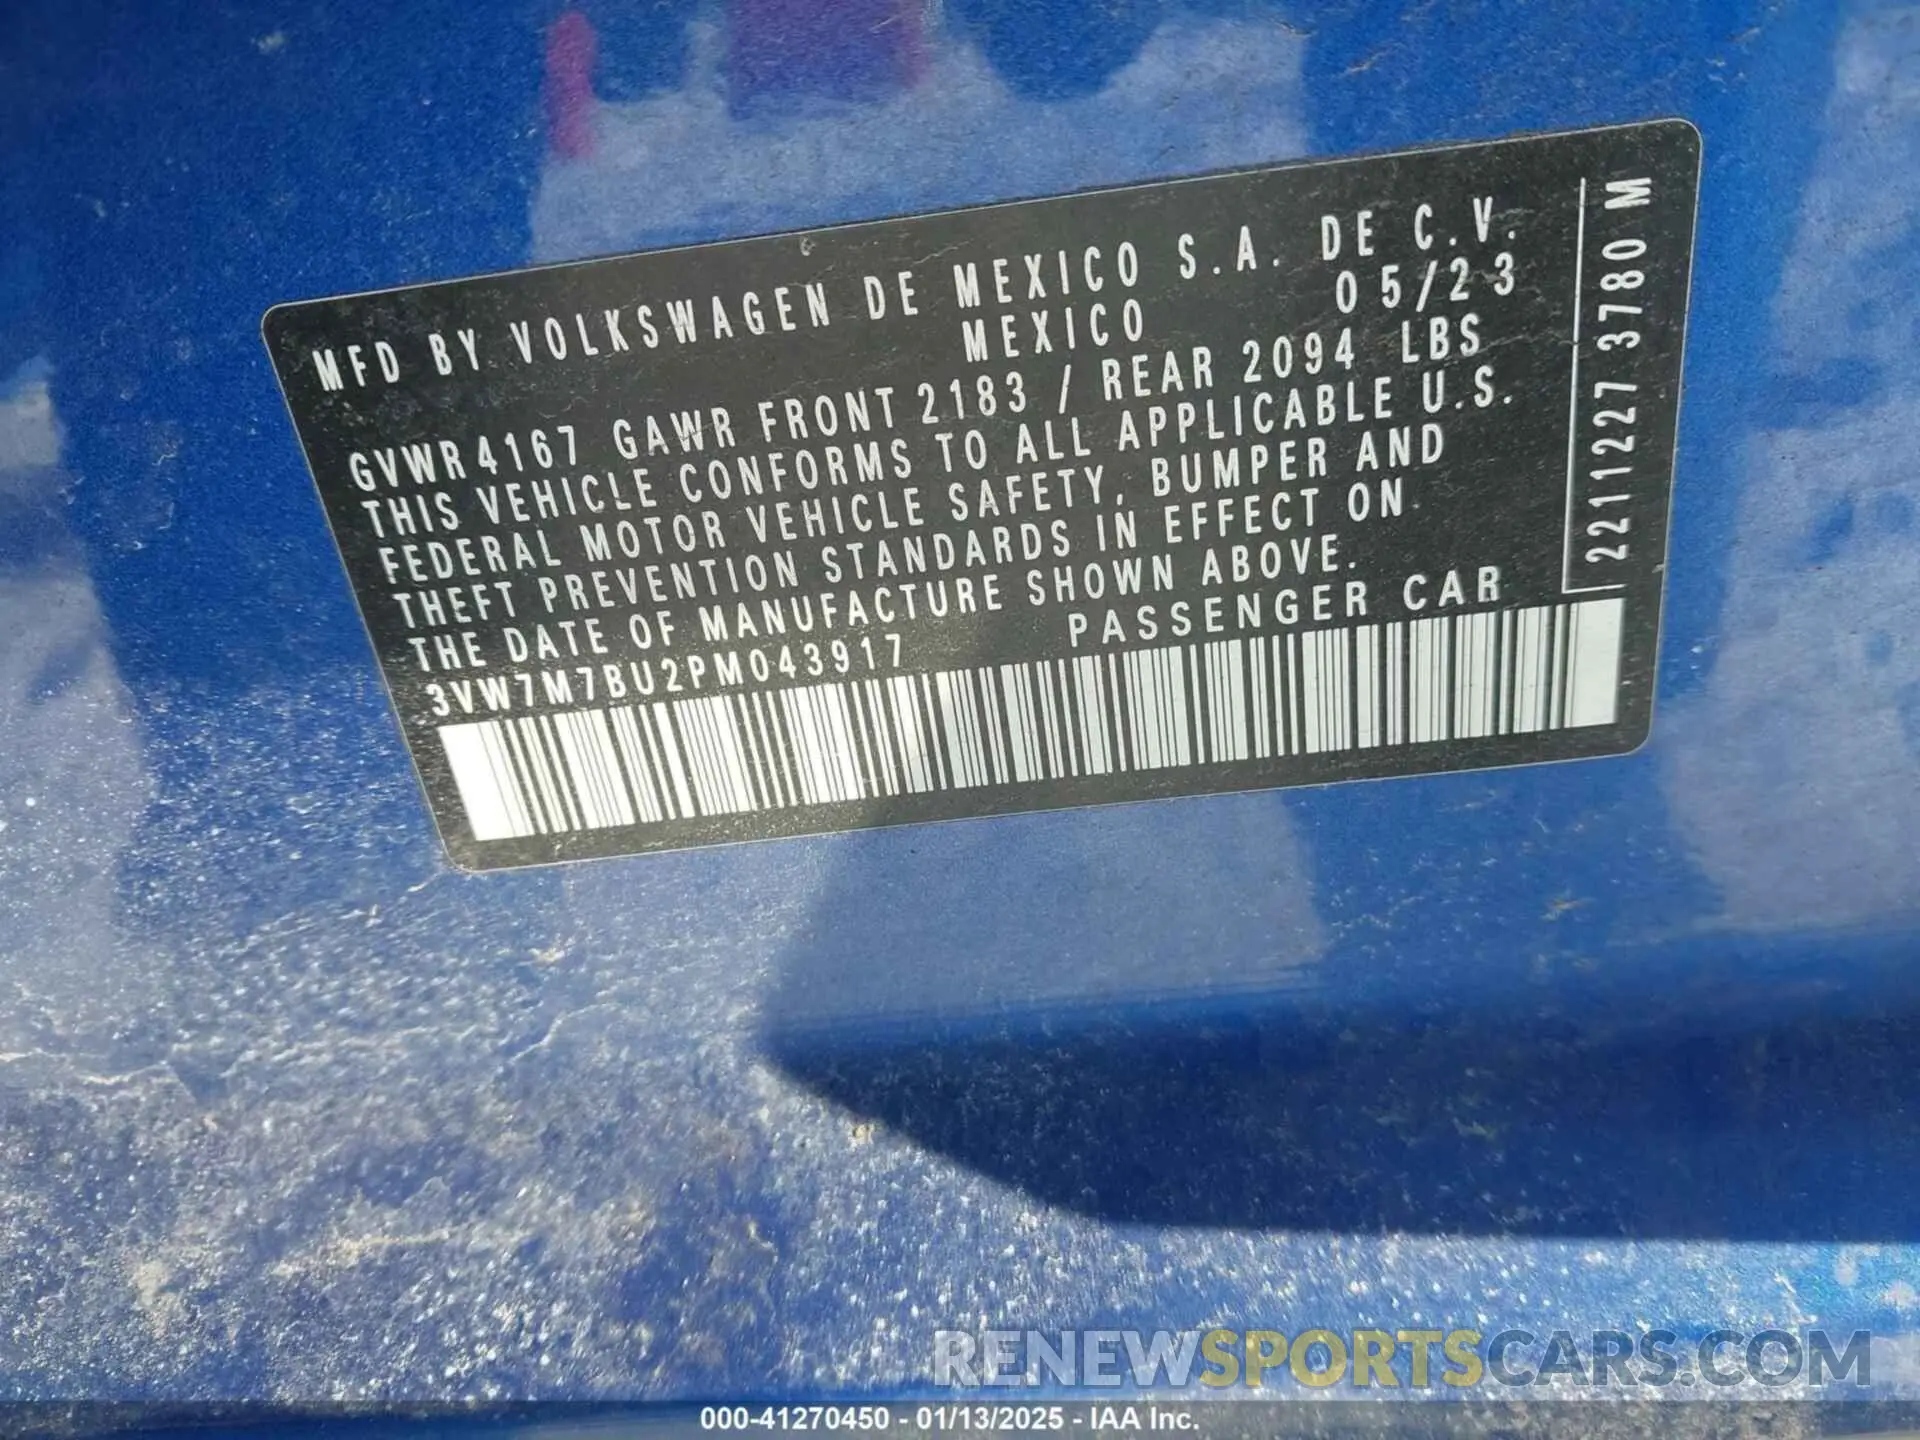 MFD BY VOLKSWAGEN DE MEXICO S.A. DE C.V.
MEXICO 05/23
GVWR 4167 GAWR FRONT 2183 / REAR 2094 LBS
THIS VEHICLE CONFORMS TO ALL APPLICABLE U.S.
FEDERAL MOTOR VEHICLE SAFETY, BUMPER AND
THEFT PREVENTION STANDARDS IN EFFECT ON
THE DATE OF MANUFACTURE SHOWN ABOVE.
3VW7M7BU2PM043917 PASSENGER CAR
2211227 3780 M
RENEWSPORTSCARS.COM
000-41270450 - 01/13/2025 - IAA Inc.